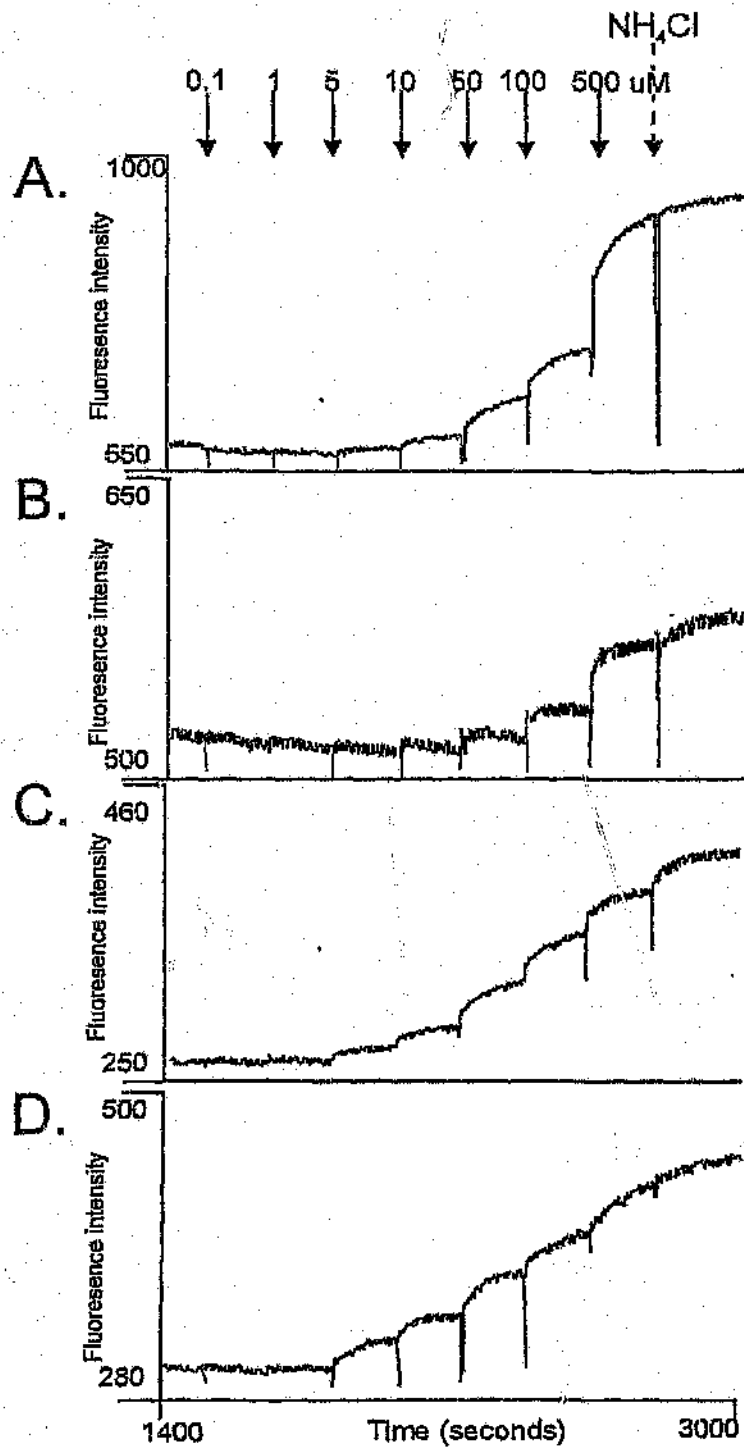 NH₄Cl
0.1 1 5 10 50 100 500 uM
A.
1000
Fluoresence intensity
550
B.
650
Fluoresence intensity
500
C.
460
Fluoresence intensity
250
D.
500
Fluoresence intensity
280
1400 Time (seconds) 3000